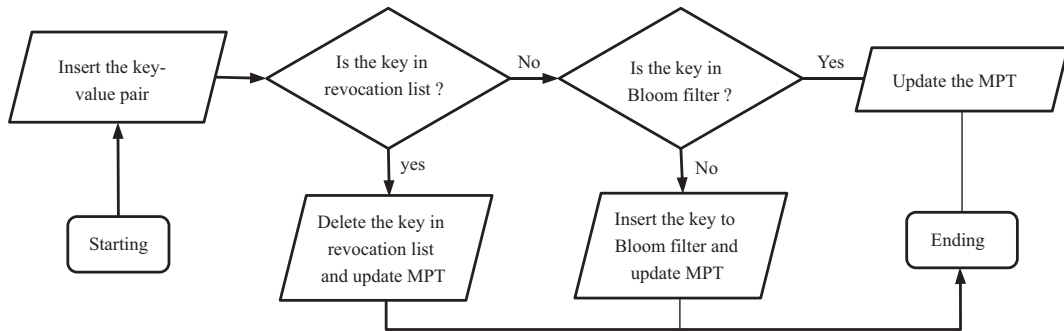 Insert the key-
value pair
Is the key in
revocation list ?
No
Is the key in
Bloom filter ?
Yes
Update the MPT
yes
No
Starting
Delete the key in
revocation list
and update MPT
Insert the key to
Bloom filter and
update MPT
Ending